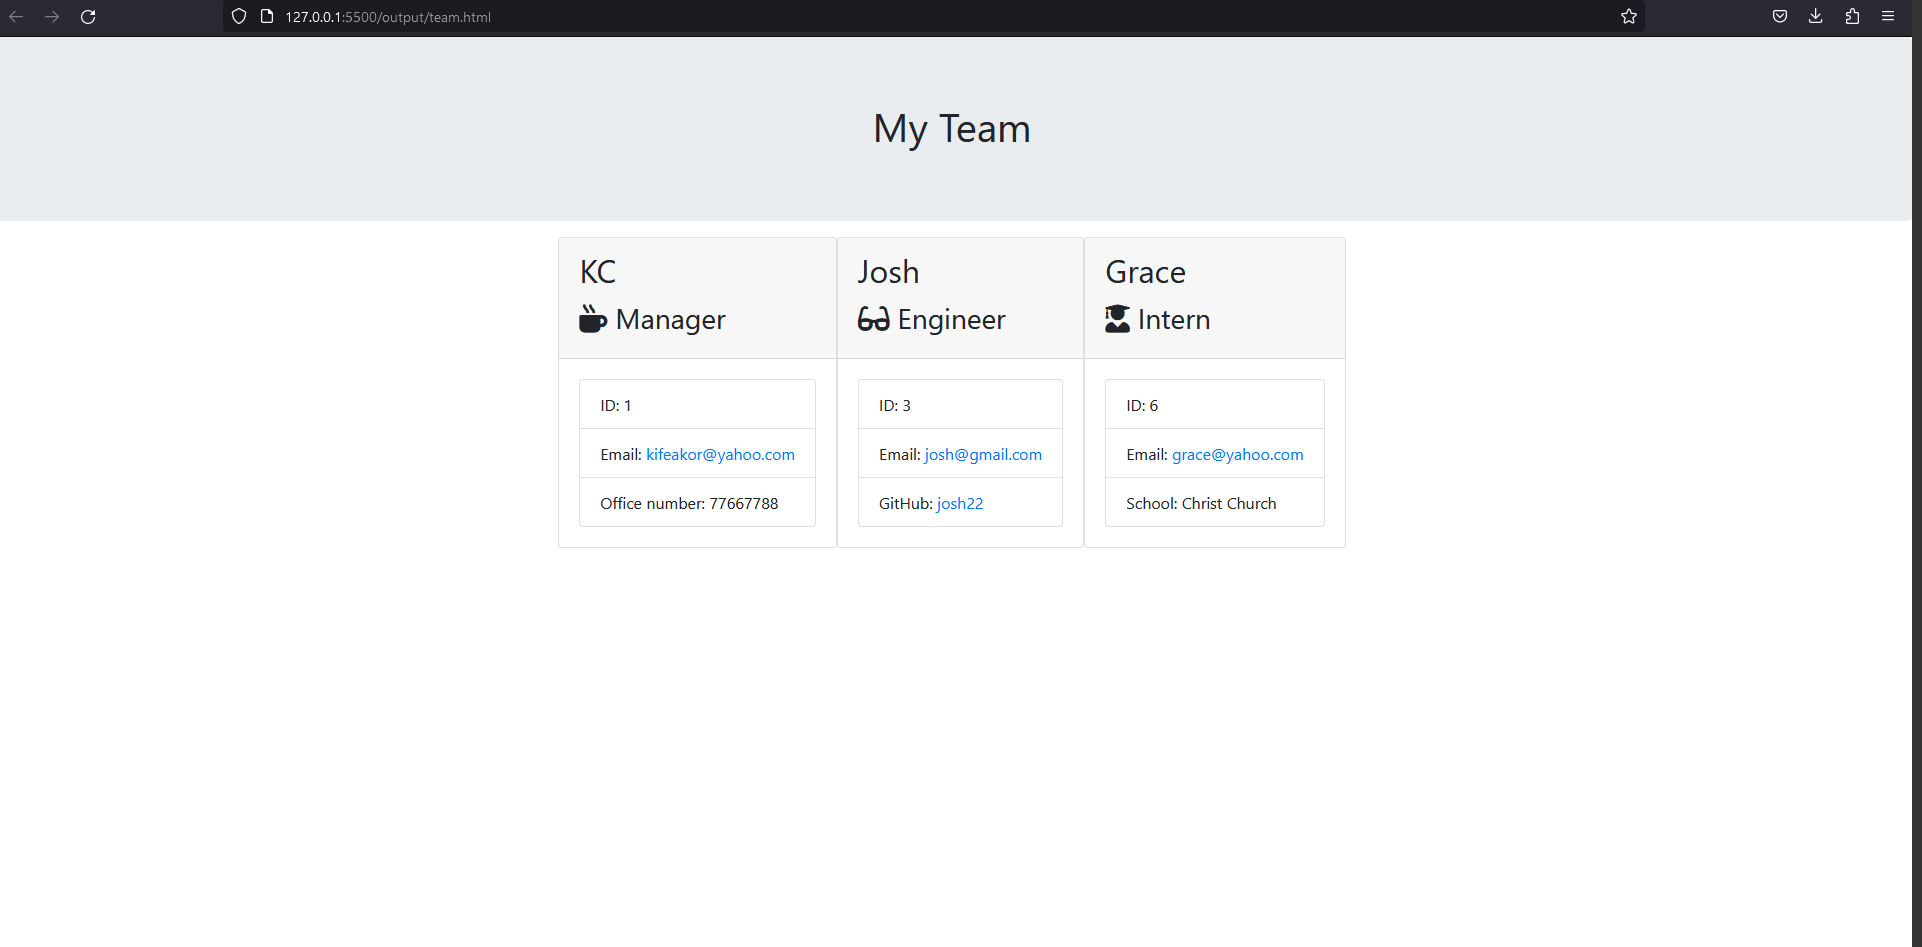 127.0.0.1:5500/output/team.html
My Team
KC
Manager
ID: 1
Email: kifeakor@yahoo.com
Office number: 77667788
Josh
Engineer
ID: 3
Email: josh@gmail.com
GitHub: josh22
Grace
Intern
ID: 6
Email: grace@yahoo.com
School: Christ Church